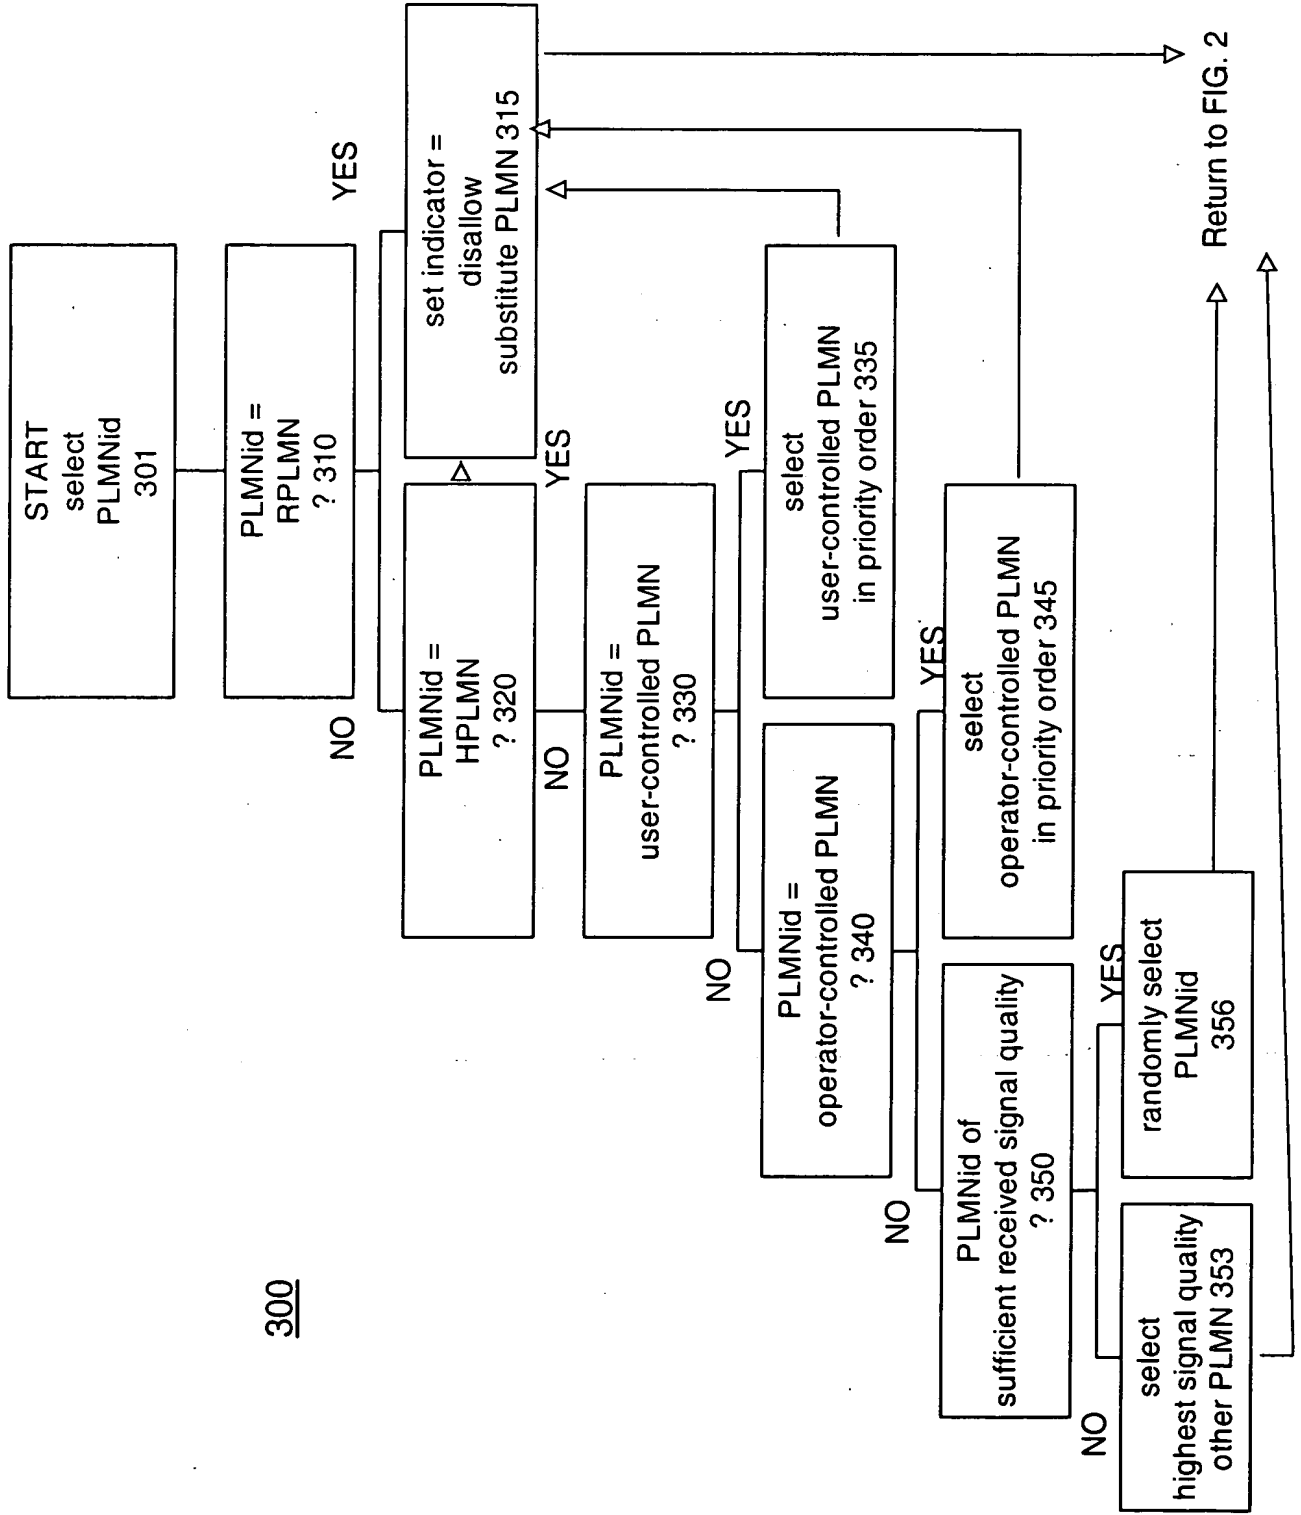 300
START
select
PLMNid
301
PLMNid =
RPLMN
? 310
NO
YES
PLMNid =
HPLMN
? 320
set indicator =
disallow
substitute PLMN 315
NO
YES
PLMNid =
user-controlled PLMN
? 330
NO
YES
PLMNid =
operator-controlled PLMN
? 340
select
user-controlled PLMN
in priority order 335
NO
YES
PLMNid of
sufficient received signal quality
? 350
select
operator-controlled PLMN
in priority order 345
NO
YES
select
highest signal quality
other PLMN 353
randomly select
PLMNid
356
Return to FIG. 2